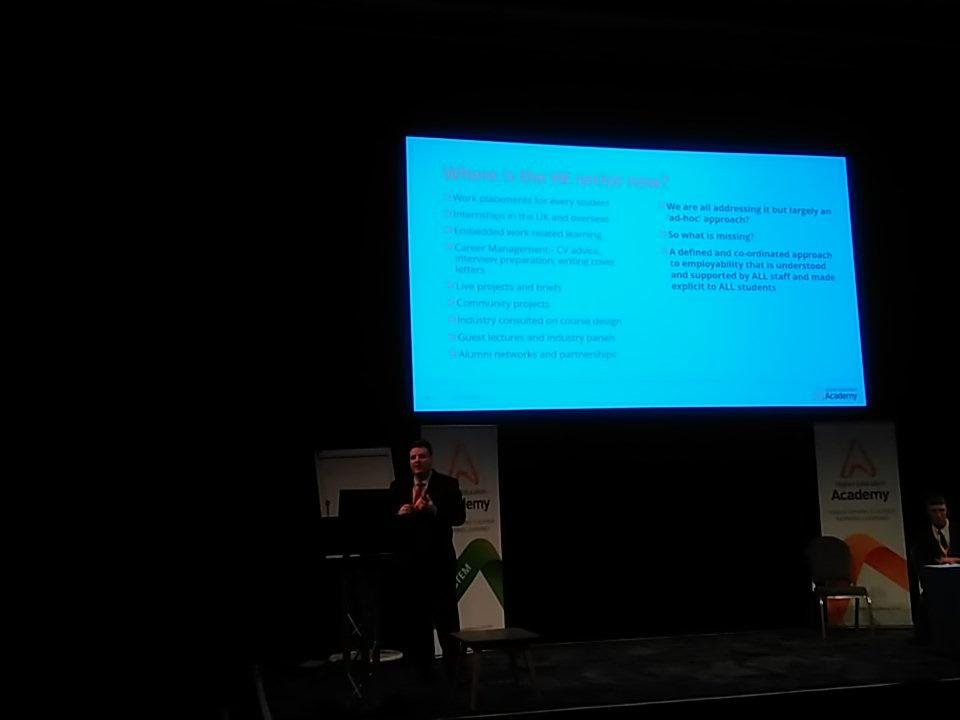 Where is the HE sector now?
Work placements for every student
Internships in the UK and overseas
Embedded work related learning
Career Management:- CV advice,
interview preparation, writing cover
letters
Live projects and briefs
Community projects
Industry consulted on course design
Guest lectures and industry panels
Alumni networks and partnerships
We are all addressing it but largely an
'ad-hoc' approach?
So what is missing?
A defined and co-ordinated approach
to employability that is understood
and supported by ALL staff and made
explicit to ALL students
Academy
Education
demy
STEM
Higher Education
Academy